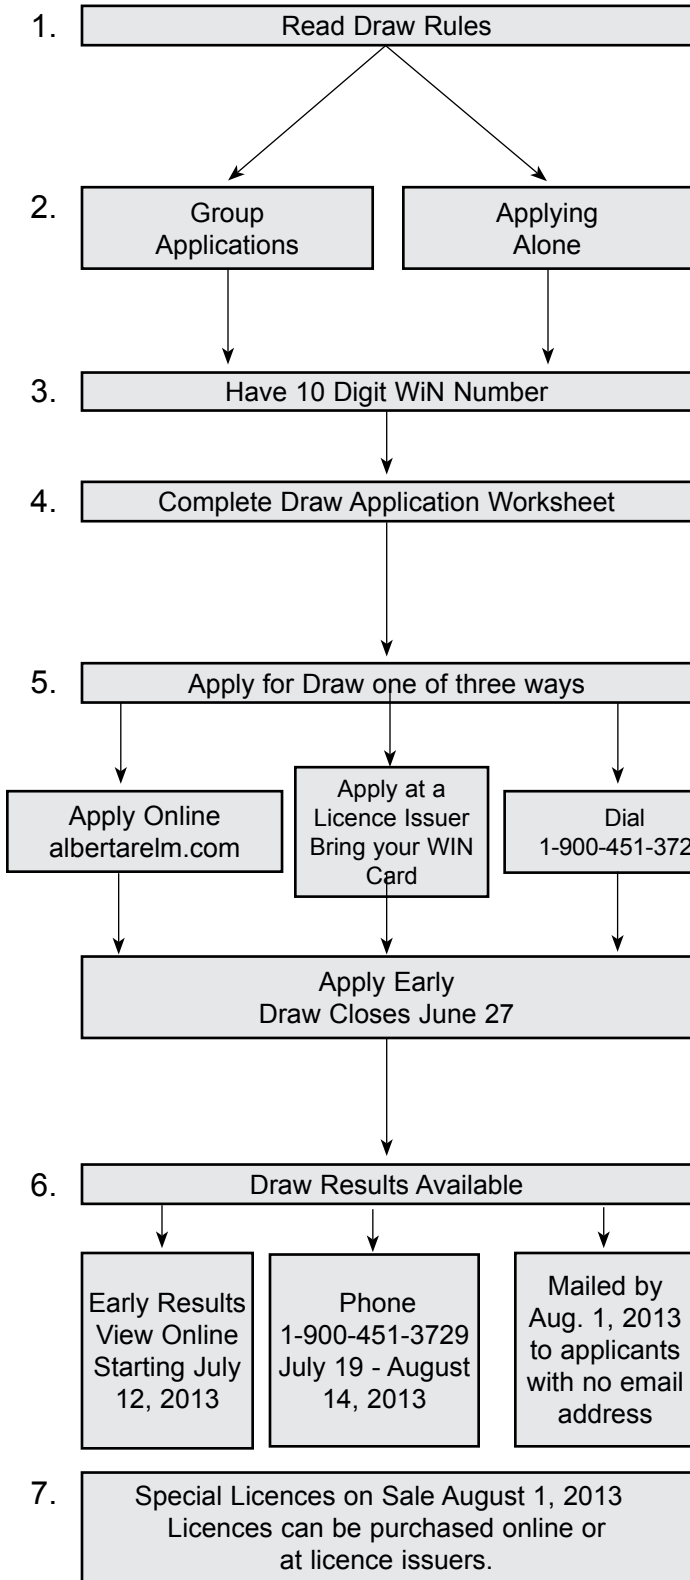 1. Read Draw Rules
2. Group Applying
Applications Alone
3. Have 10 Digit WiN Number
4. Complete Draw Application Worksheet
5. Apply for Draw one of three ways
Apply Online
albertarelm.com
Apply at a
Licence Issuer
Bring your WIN
Card
Dial
1-900-451-372
Apply Early
Draw Closes June 27
6. Draw Results Available
Early Results
View Online
Starting July
12, 2013
Phone
1-900-451-3729
July 19 - August
14, 2013
Mailed by
Aug. 1, 2013
to applicants
with no email
address
7. Special Licences on Sale August 1, 2013
Licences can be purchased online or
at licence issuers.